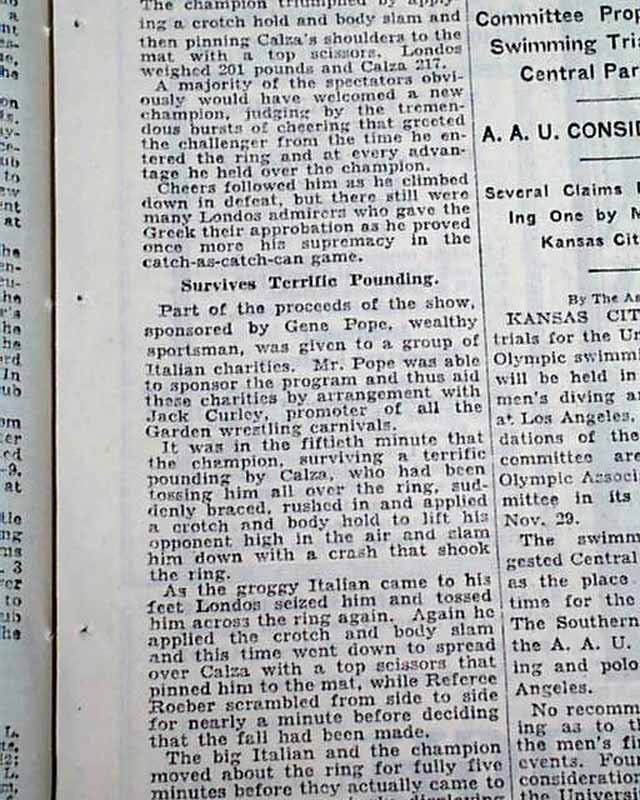 The champion triumphed by apply-
ing a crotch hold and body slam and
then pinning Calza's shoulders to the
mat with a top scissors. Londos
weighed 201 pounds and Calza 217.
A majority of the spectators obvi-
ously would have welcomed a new
champion, judging by the tremen-
dous bursts of cheering that greeted
the challenger from the time he en-
tered the ring and at every advan-
tage he held over the champion.
Cheers followed him as he climbed
down in defeat, but there still were
many Londos admirers who gave the
Greek their approbation as he proved
once more his supremacy in the
catch-as-catch-can game.
Survives Terrific Pounding.
Part of the proceeds of the show,
sponsored by Gene Pope, wealthy
sportsman, was given to a group of
Italian charities. Mr. Pope was able
to sponsor the program and thus aid
these charities by arrangement with
Jack Curley, promoter of all the
Garden wrestling carnivals.
It was in the fiftieth minute that
the champion, surviving a terrific
pounding by Calza, who had been
tossing him all over the ring, sud-
denly braced, rushed in and applied
a crotch and body hold to lift his
opponent high in the air and slam
him down with a crash that shook
the ring.
As the groggy Italian came to his
feet Londos seized him and tossed
him across the ring again. Again he
applied the crotch and body slam
and this time went down to spread
over Calza with a top scissors that
pinned him to the mat, while Referee
Roeber scrambled from side to side
for nearly a minute before deciding
that the fall had been made.
The big Italian and the champion
moved about the ring for fully five
minutes before they actually came to
Committee Prop
Swimming Tria
Central Par
A. A. U. CONSID
Several Claims
ing One by M
Kansas Cit
By The As
KANSAS CIT
trials for the Un
Olympic swimmi
will be held in
men's diving a
at Los Angeles,
dations of the
committee are
Olympic Associ
mittee in its
Nov. 29.
The swimm
gested Central
as the place
time for the
The Southern
the A. A. U.
ing and polo
Angeles.
No recomm
ing as to th
the men's fi
events. Four
consideration
the Universi